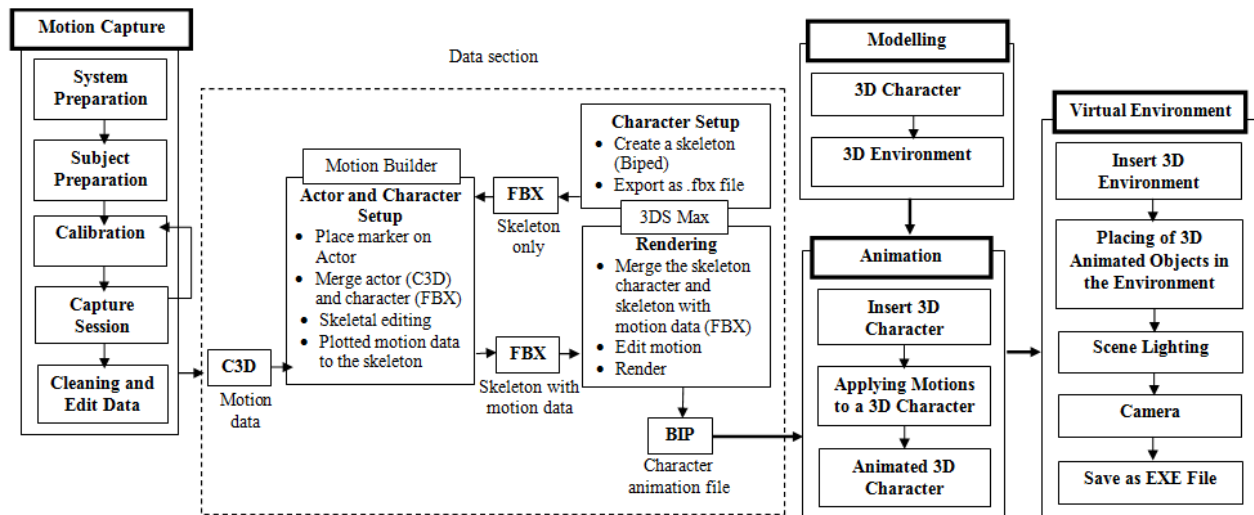 Motion Capture
System
Preparation
Subject
Preparation
Calibration
Capture
Session
Cleaning and
Edit Data
Data section
C3D
Motion
data
Motion Builder
Actor and Character
Setup
• Place marker on
Actor
• Merge actor (C3D)
and character (FBX)
• Skeletal editing
• Plotted motion data
to the skeleton
FBX
Skeleton
only
FBX
Skeleton with
motion data
Character Setup
• Create a skeleton
(Biped)
• Export as .fbx file
3DS Max
Rendering
• Merge the skeleton
character and
skeleton with
motion data (FBX)
• Edit motion
• Render
BIP
Character
animation file
Modelling
3D Character
3D Environment
Animation
Insert 3D
Character
Applying Motions
to a 3D Character
Animated 3D
Character
Virtual Environment
Insert 3D
Environment
Placing of 3D
Animated Objects in
the Environment
Scene Lighting
Camera
Save as EXE File